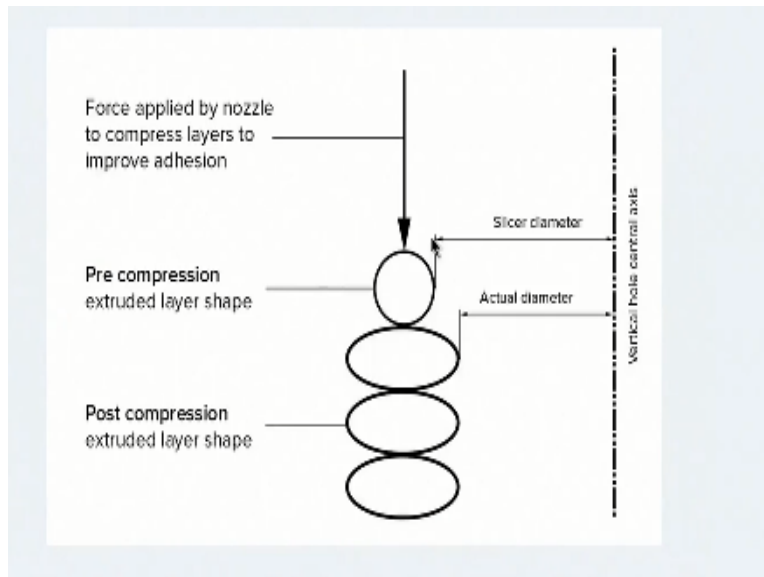 Force applied by nozzle
to compress layers to
improve adhesion
Slicer diameter
Vertical hole central axis
Pre compression
extruded layer shape
Actual diameter
Post compression
extruded layer shape